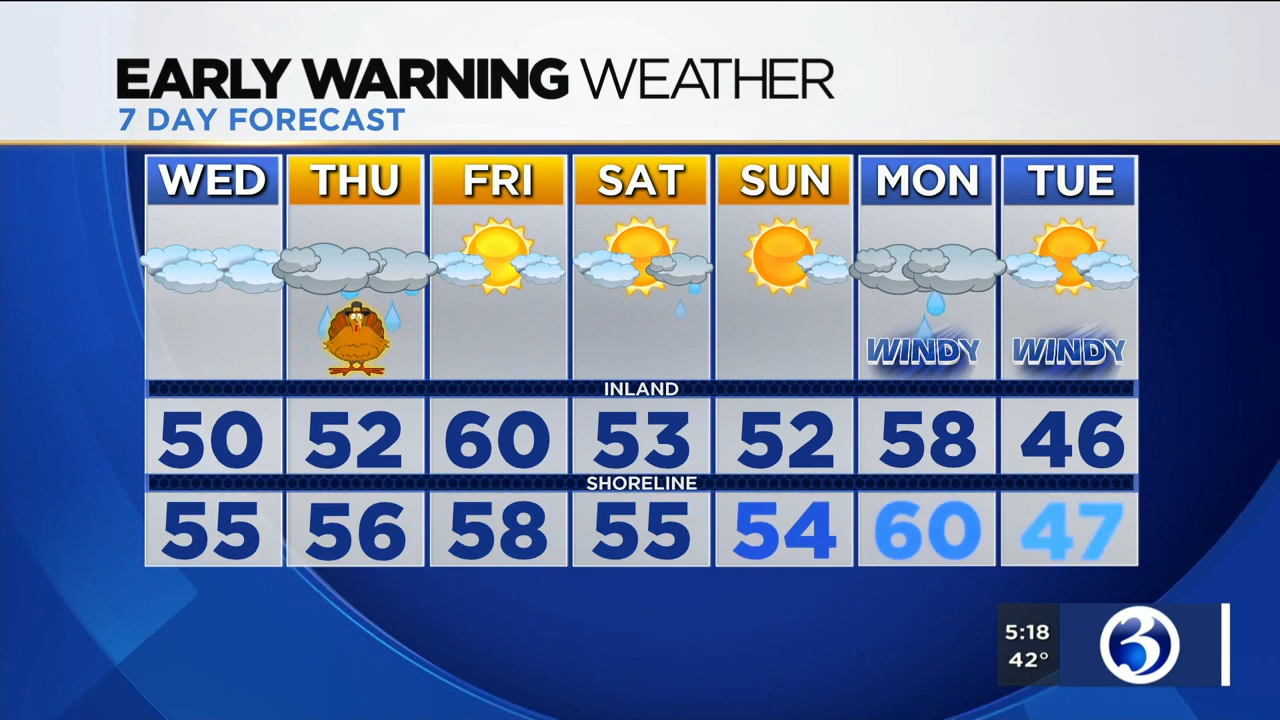 EARLY WARNING WEATHER
7 DAY FORECAST
WED THU FRI SAT SUN MON TUE
WINDY WINDY
INLAND
50 52 60 53 52 58 46
SHORELINE
55 56 58 55 54 60 47
5:18
42°
3